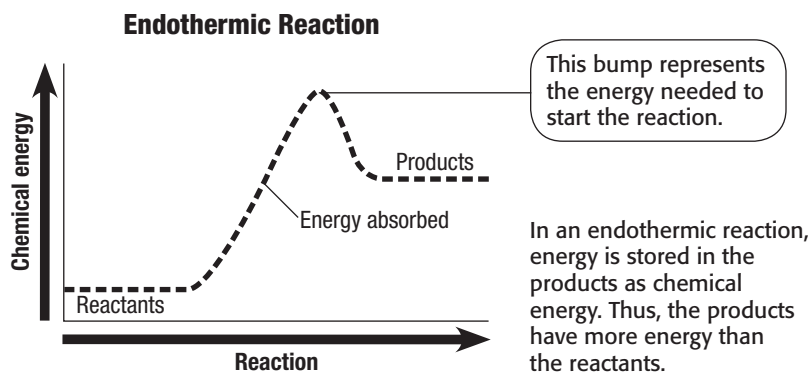 Endothermic Reaction
This bump represents
the energy needed to
start the reaction.
Chemical energy
Products
Energy absorbed
Reactants
Reaction
In an endothermic reaction,
energy is stored in the
products as chemical
energy. Thus, the products
have more energy than
the reactants.